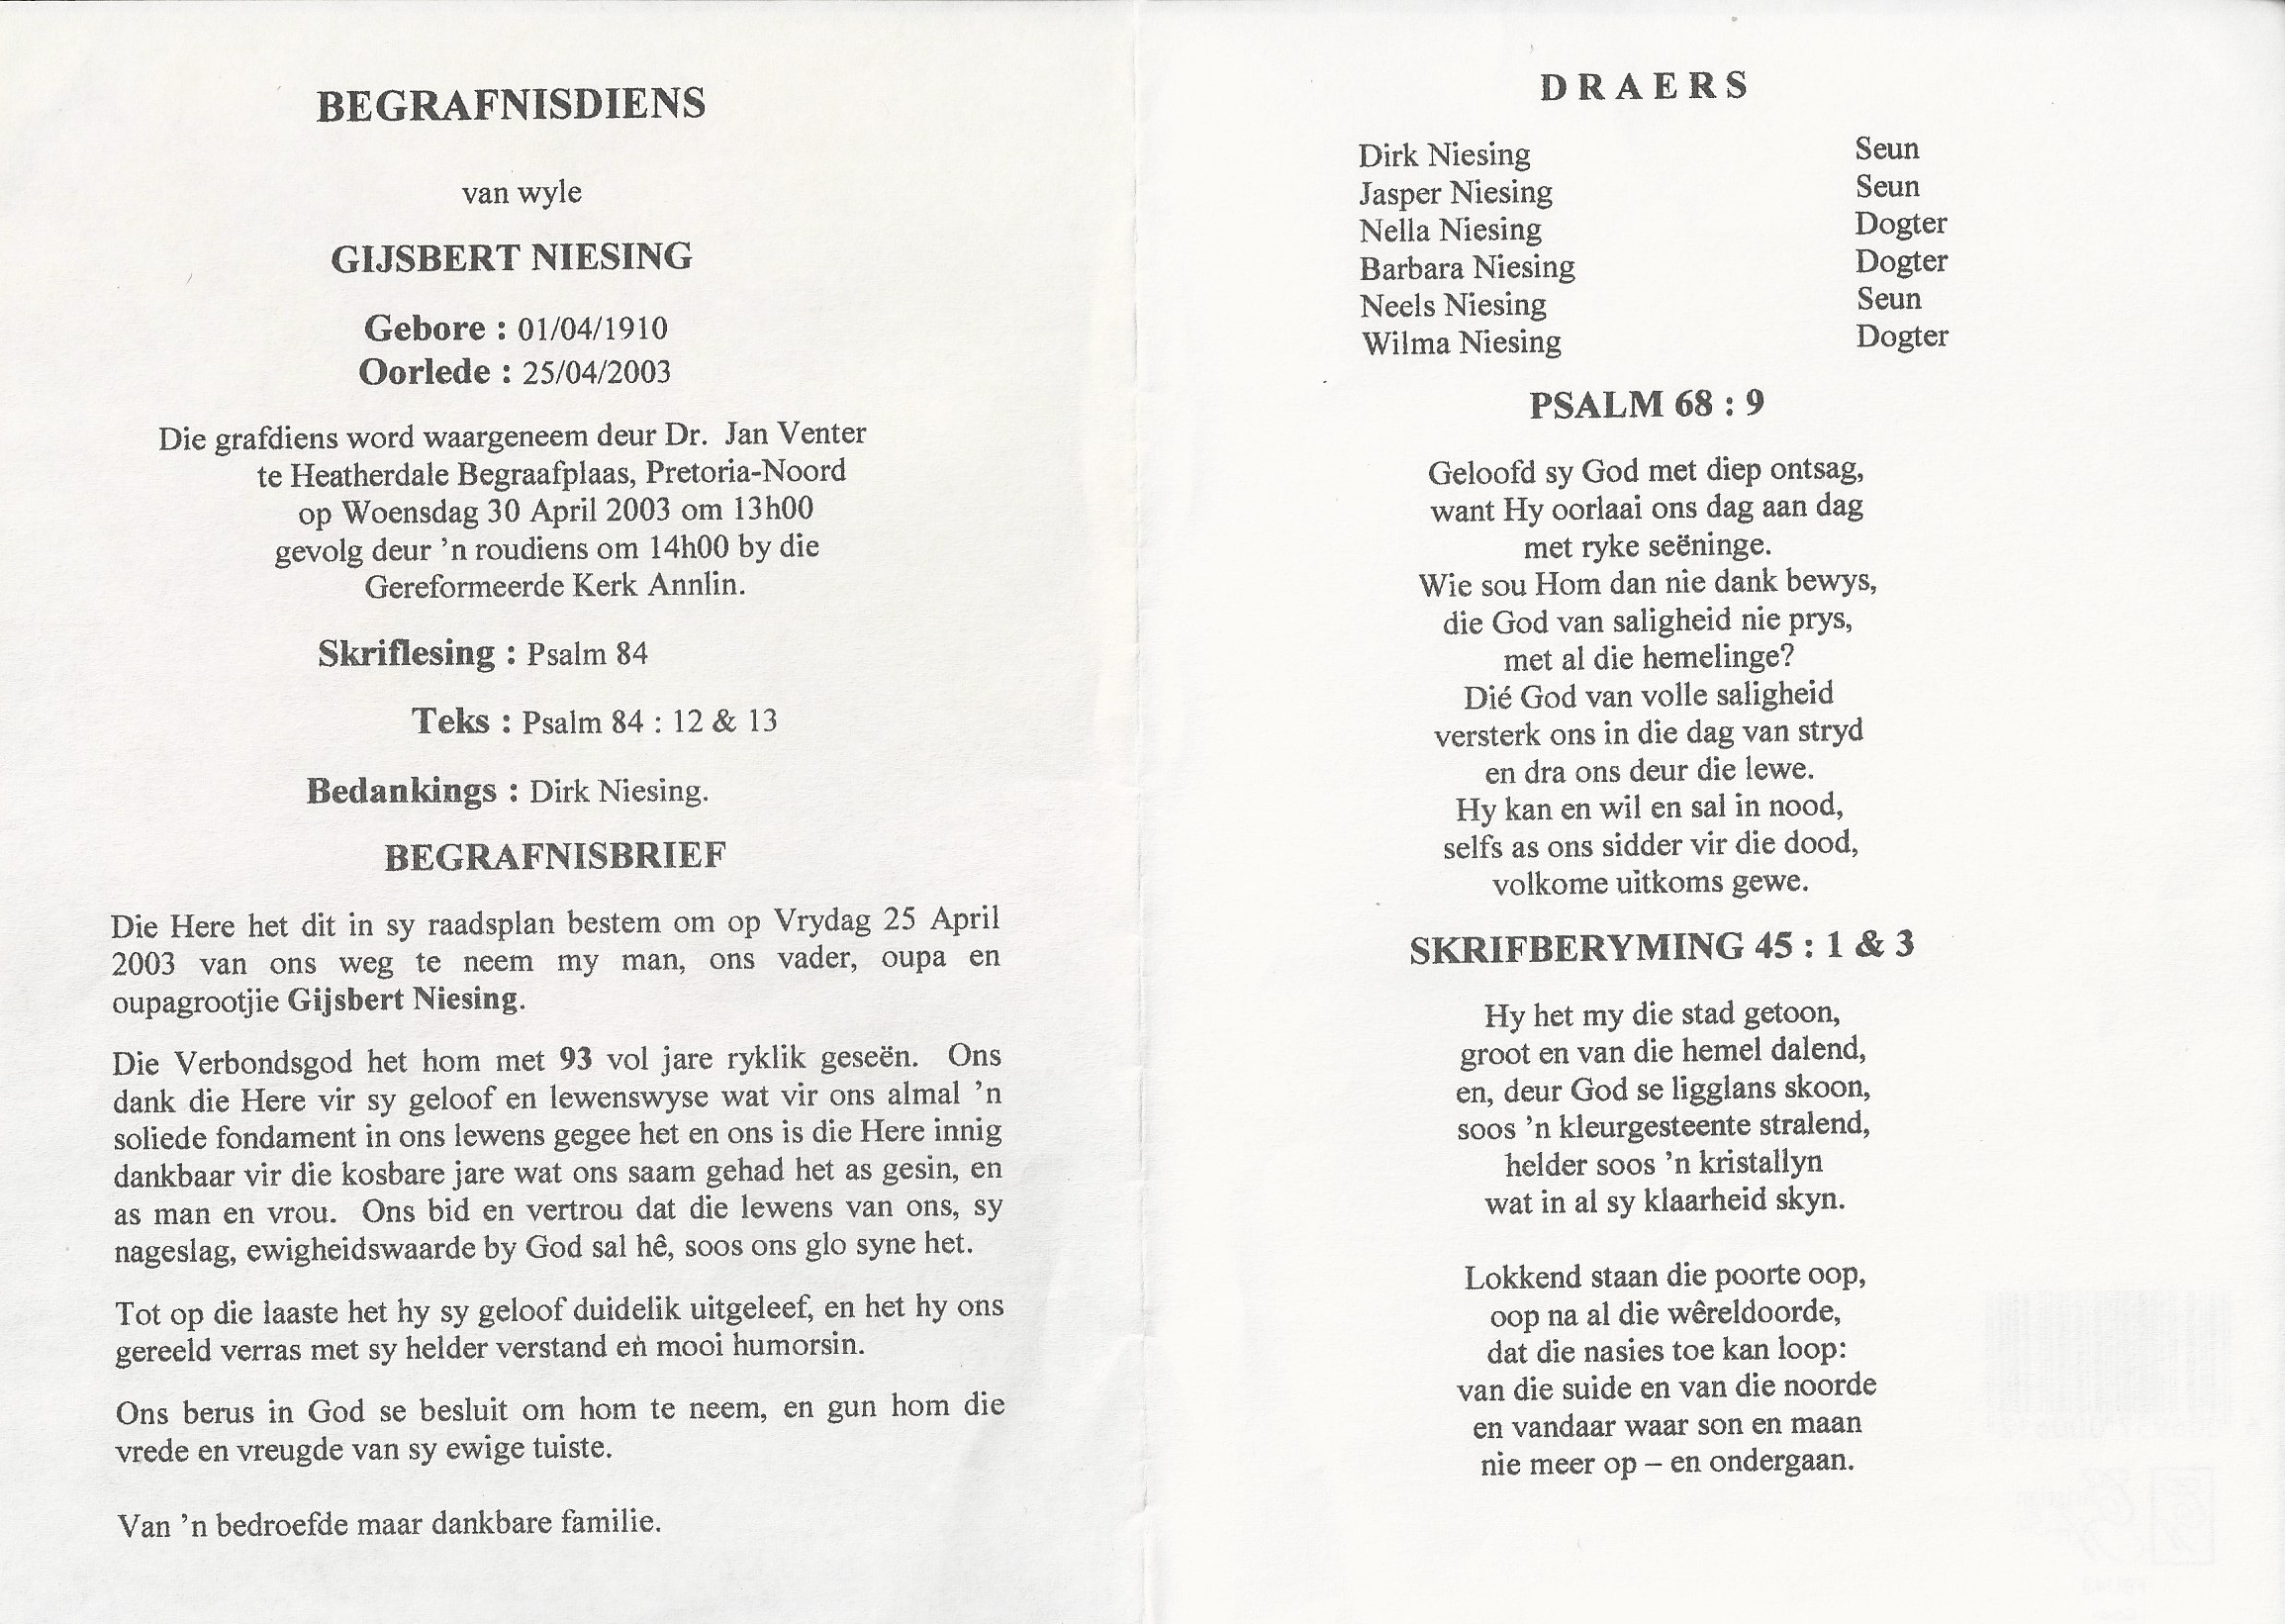 BEGRAFNISDIENS
van wyle
GIJSBERT NIESING
Gebore : 01/04/1910
Oorlede : 25/04/2003
Die grafdiens word waargeneem deur Dr. Jan Venter
te Heatherdale Begraafplaas, Pretoria-Noord
op Woensdag 30 April 2003 om 13h00
gevolg deur ’n roudiens om 14h00 by die
Gereformeerde Kerk Annlin.
Skriflesing : Psalm 84
Teks : Psalm 84 : 12 & 13
Bedankings : Dirk Niesing.
BEGRAFNISBRIEF
Die Here het dit in sy raadsplan bestem om op Vrydag 25 April
2003 van ons weg te neem my man, ons vader, oupa en
oupagrootjie Gijsbert Niesing.
Die Verbondsgod het hom met 93 vol jare ryklik geseën. Ons
dank die Here vir sy geloof en lewenswyse wat vir ons almal ’n
soliede fondament in ons lewens gegee het en ons is die Here innig
dankbaar vir die kosbare jare wat ons saam gehad het as gesin, en
as man en vrou. Ons bid en vertrou dat die lewens van ons, sy
nageslag, ewigheidswaarde by God sal hê, soos ons glo syne het.
Tot op die laaste het hy sy geloof duidelik uitgeleef, en het hy ons
gereeld verras met sy helder verstand en mooi humorsin.
Ons berus in God se besluit om hom te neem, en gun hom die
vrede en vreugde van sy ewige tuiste.
Van ’n bedroefde maar dankbare familie.
DRAERS
Dirk Niesing Seun
Jasper Niesing Seun
Nella Niesing Dogter
Barbara Niesing Dogter
Neels Niesing Seun
Wilma Niesing Dogter
PSALM 68 : 9
Geloofd sy God met diep ontsag,
want Hy oorlaai ons dag aan dag
met ryke seëninge.
Wie sou Hom dan nie dank bewys,
die God van saligheid nie prys,
met al die hemelinge?
Dié God van volle saligheid
versterk ons in die dag van stryd
en dra ons deur die lewe.
Hy kan en wil en sal in nood,
selfs as ons sidder vir die dood,
volkome uitkoms gewe.
SKRIFBERYMING 45 : 1 & 3
Hy het my die stad getoon,
groot en van die hemel dalend,
en, deur God se ligglans skoon,
soos ’n kleurgesteente stralend,
helder soos ’n kristallyn
wat in al sy klaarheid skyn.
Lokkend staan die poorte oop,
oop na al die wêreldoorde,
dat die nasies toe kan loop:
van die suide en van die noorde
en vandaar waar son en maan
nie meer op – en ondergaan.